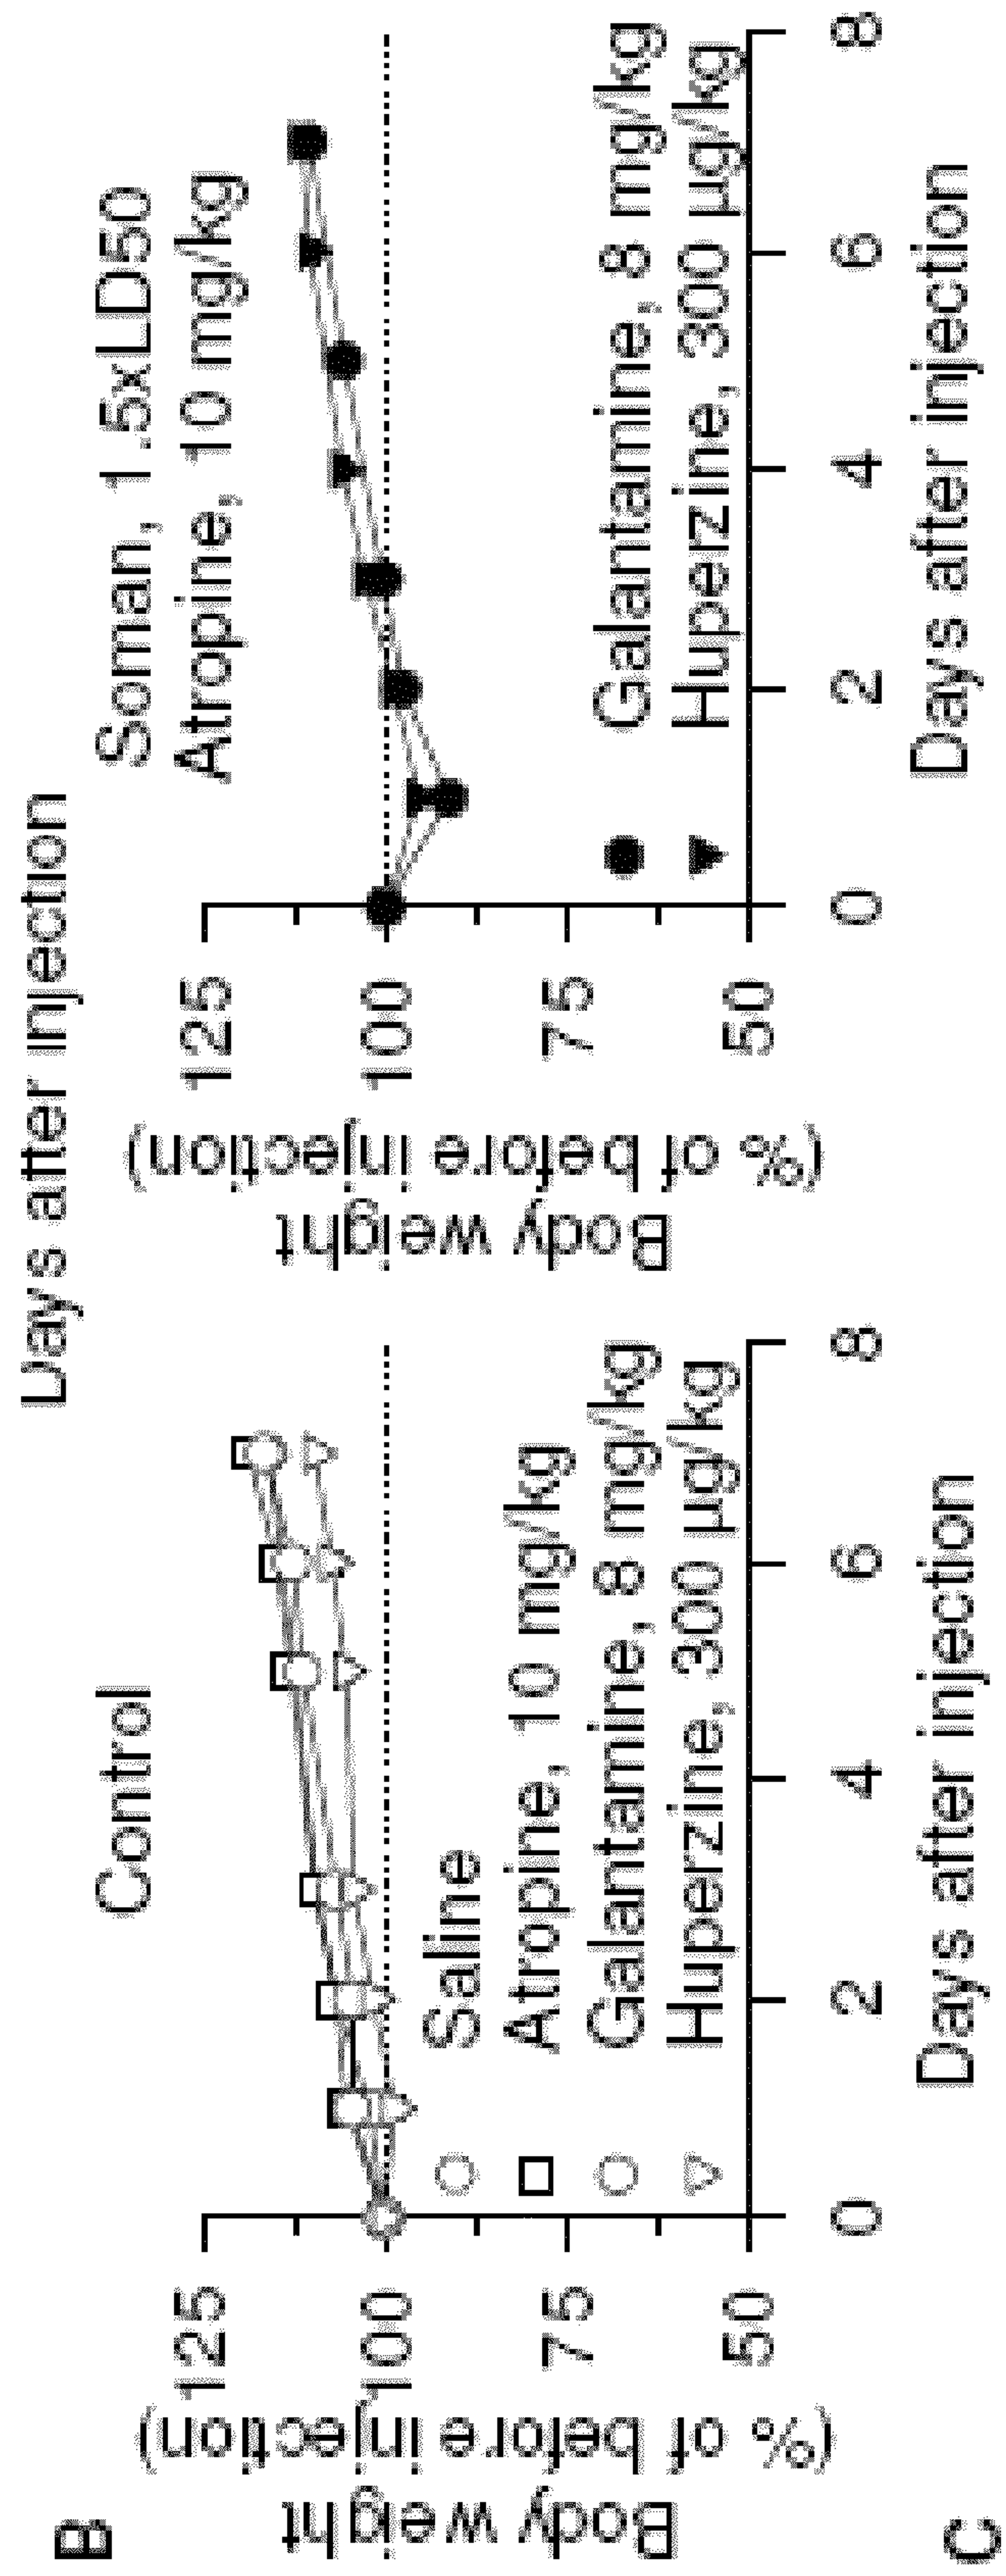 Days after injection
B
Control
Body weight
(% of before injection)
125
100
75
50
Saline
Atropine, 10 mg/kg
Galantamine, 8 mg/kg
Huperzine, 300 µg/kg
0
2
4
6
8
Days after injection
Soman, 1.5xLD50
Atropine, 10 mg/kg
Body weight
(% of before injection)
125
100
75
50
Galantamine, 8 mg/kg
Huperzine, 300 µg/kg
0
2
4
6
8
Days after injection
C